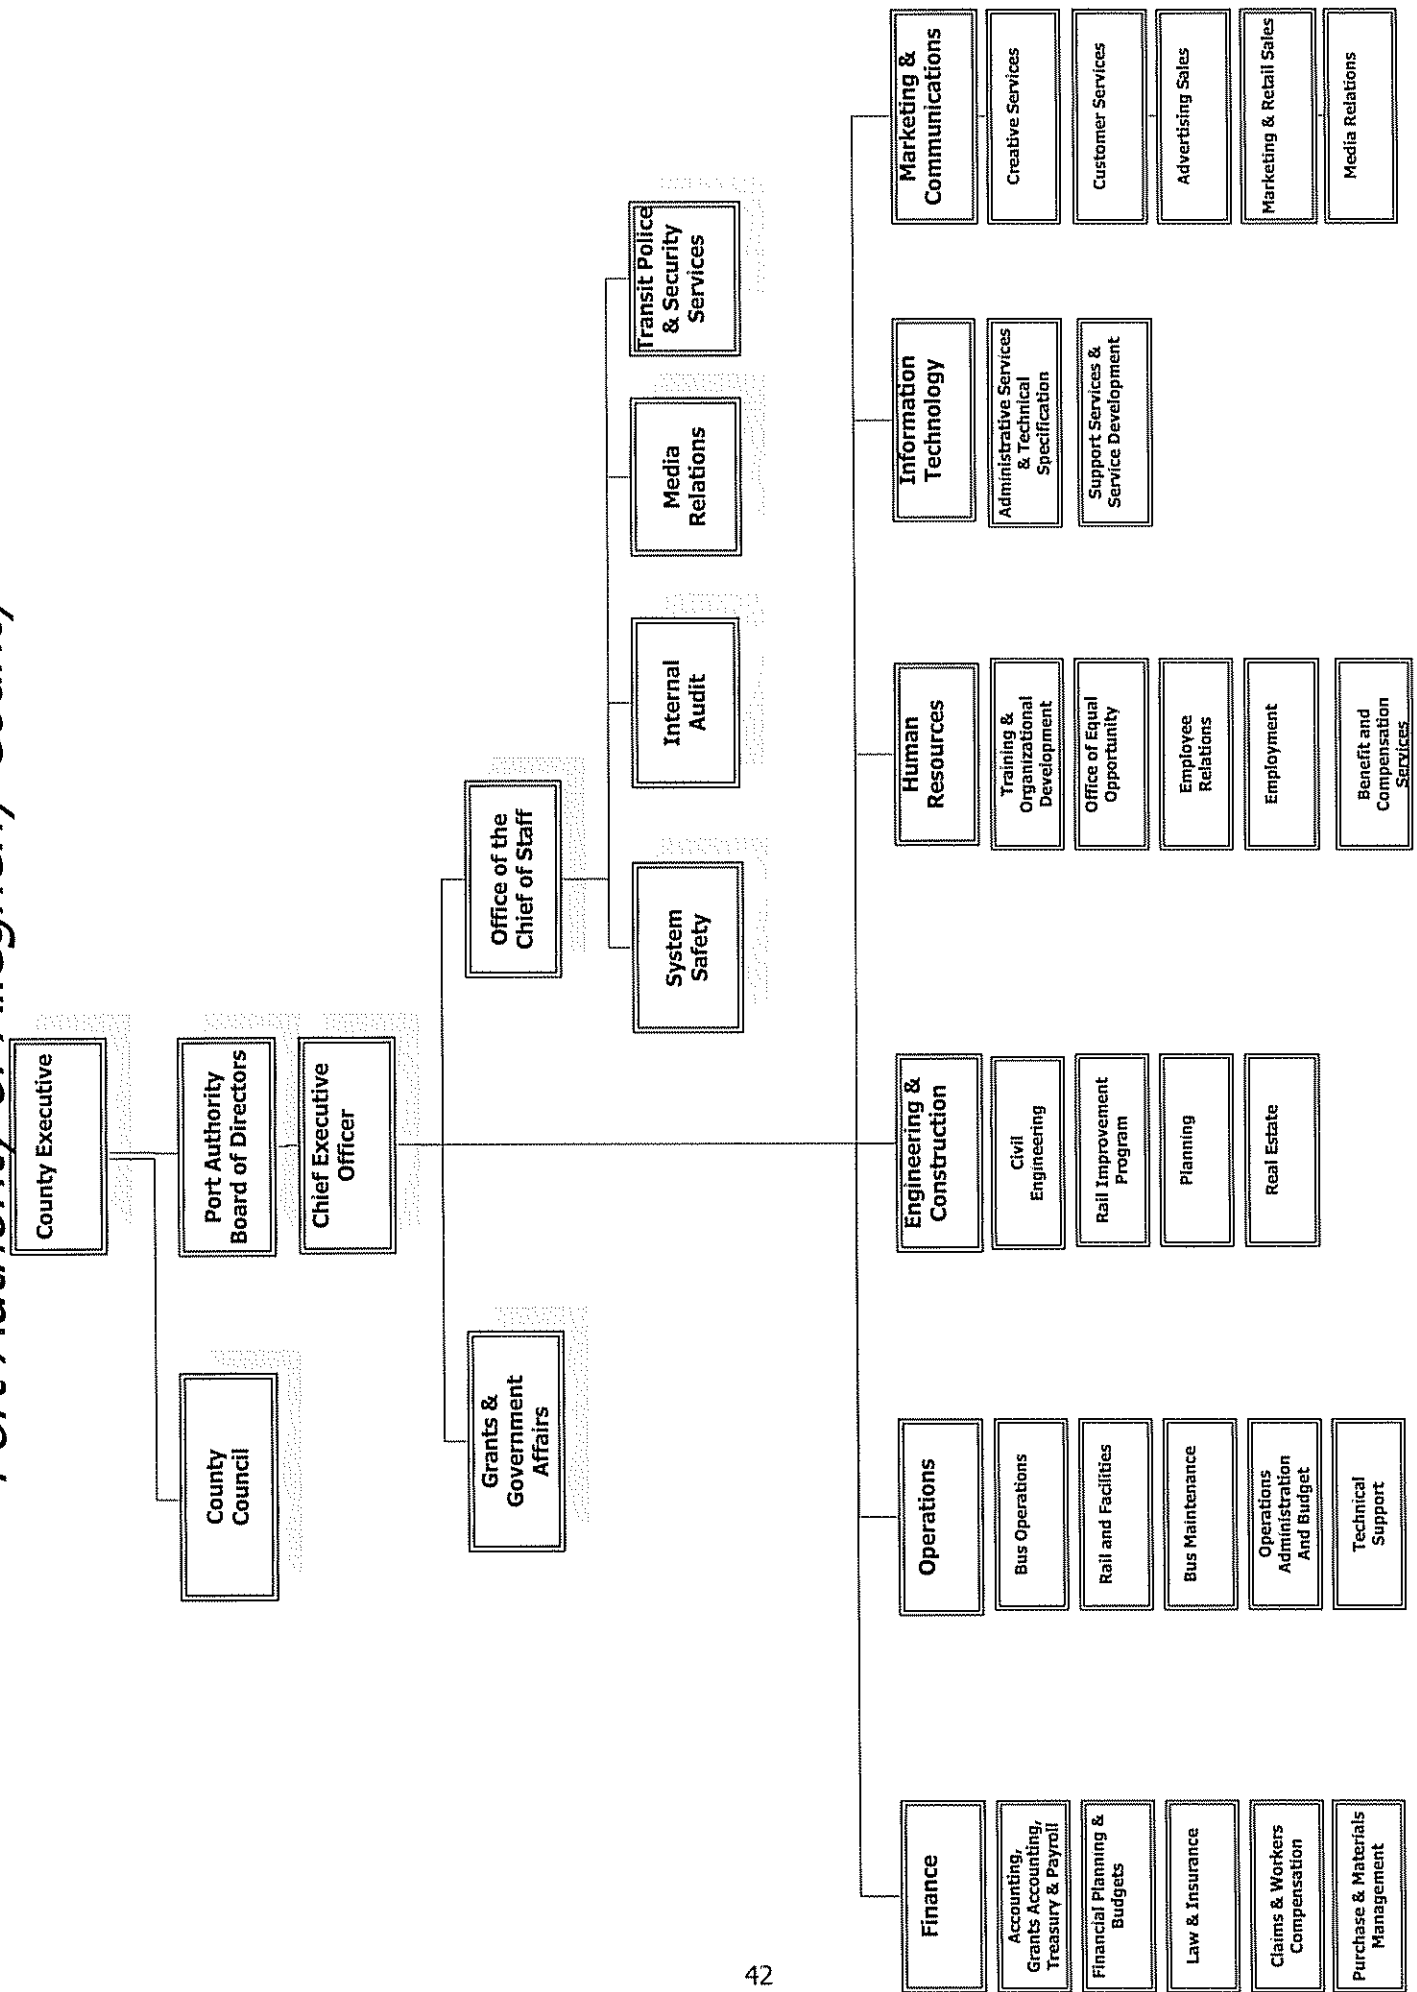 County Executive
County
Council
Port Authority
Board of Directors
Chief Executive
Officer
Grants &
Government
Affairs
Office of the
Chief of Staff
System
Safety
Internal
Audit
Media
Relations
Transit Police
& Security
Services
Finance
Accounting,
Grants Accounting,
Treasury & Payroll
Financial Planning &
Budgets
Law & Insurance
Claims & Workers
Compensation
Purchase & Materials
Management
Operations
Bus Operations
Rail and Facilities
Bus Maintenance
Operations
Administration
And Budget
Technical
Support
Engineering &
Construction
Civil
Engineering
Rail Improvement
Program
Planning
Real Estate
Human
Resources
Training &
Organizational
Development
Office of Equal
Opportunity
Employee
Relations
Employment
Benefit and
Compensation
Services
Information
Technology
Administrative Services
& Technical
Specification
Support Services &
Service Development
Marketing &
Communications
Creative Services
Customer Services
Advertising Sales
Marketing & Retail Sales
Media Relations
42